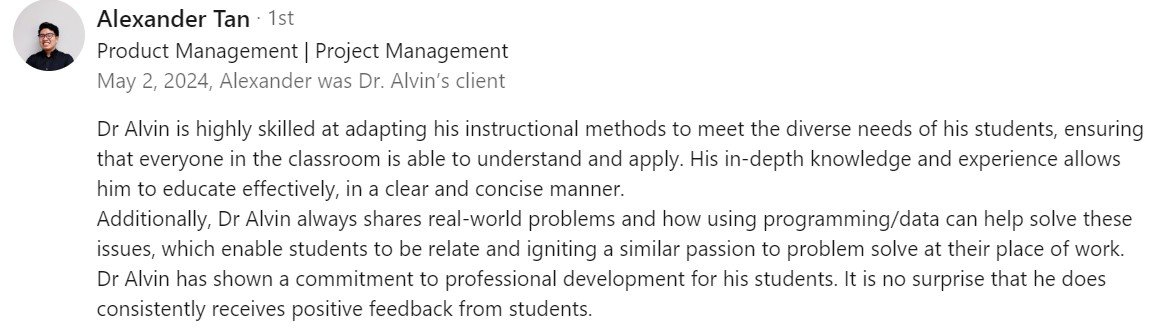 Alexander Tan · 1st
Product Management | Project Management
May 2, 2024, Alexander was Dr. Alvin’s client
Dr Alvin is highly skilled at adapting his instructional methods to meet the diverse needs of his students, ensuring
that everyone in the classroom is able to understand and apply. His in-depth knowledge and experience allows
him to educate effectively, in a clear and concise manner.
Additionally, Dr Alvin always shares real-world problems and how using programming/data can help solve these
issues, which enable students to be relate and igniting a similar passion to problem solve at their place of work.
Dr Alvin has shown a commitment to professional development for his students. It is no surprise that he does
consistently receives positive feedback from students.